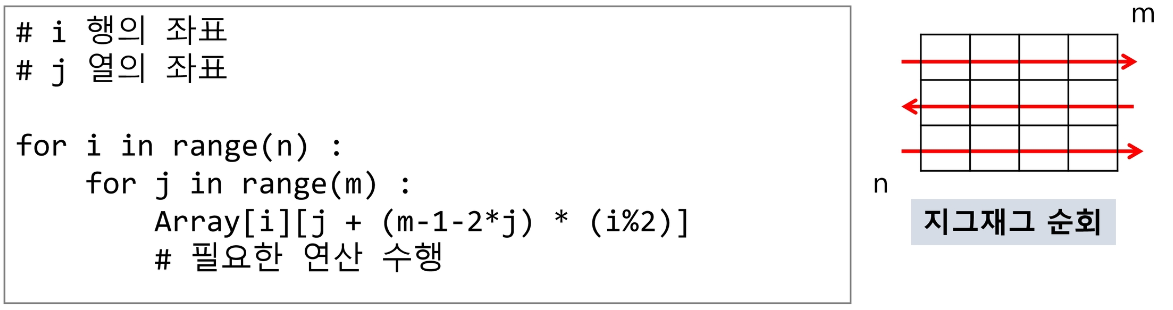 # i 행의 좌표
# j 열의 좌표
for i in range(n) :
    for j in range(m) :
        Array[i][j + (m-1-2*j) * (i%2)]
        # 필요한 연산 수행
m
n
지그재그 순회